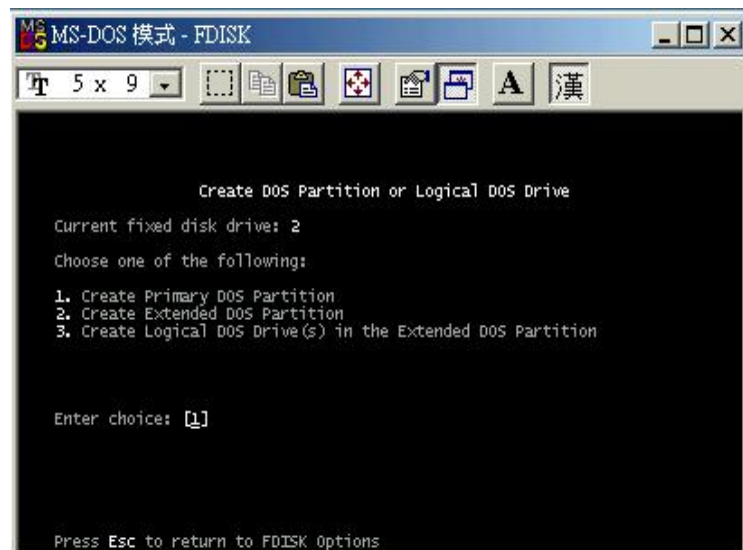 MS-DOS 模式 - FDISK
5 x 9
A 漢
Create DOS Partition or Logical DOS Drive
Current fixed disk drive: 2
Choose one of the following:
1. Create Primary DOS Partition
2. Create Extended DOS Partition
3. Create Logical DOS Drive(s) in the Extended DOS Partition
Enter choice: [1]
Press Esc to return to FDISK Options